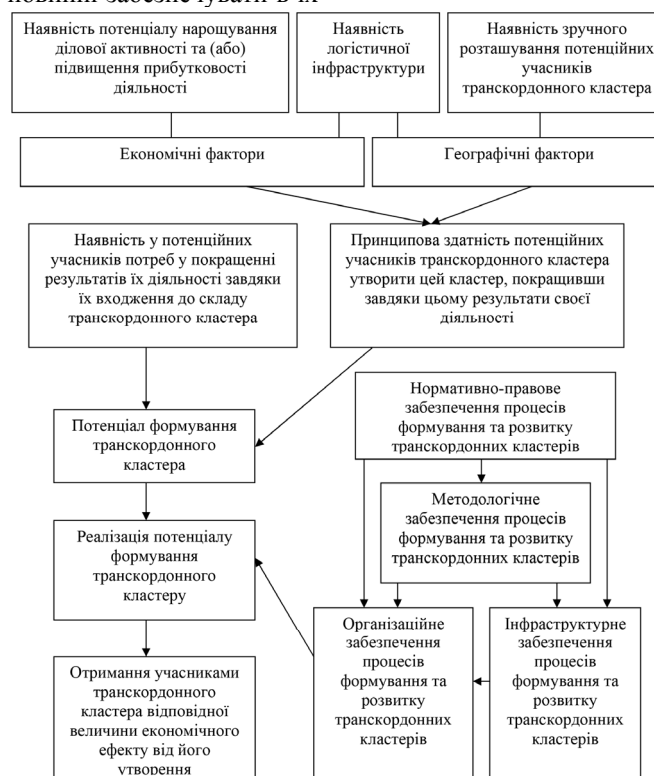 повинні забезпечувати в їх
Наявність потенціалу нарощування
ділової активності та (або)
підвищення прибутковості
діяльності
Наявність
логістичної
інфраструктури
Наявність зручного
розташування потенційних
учасників
транскордонного кластера
Економічні фактори
Географічні фактори
Наявність у потенційних
учасників потреб у покращенні
результатів їх діяльності завдяки
їх входження до складу
транскордонного кластера
Принципова здатність потенційних
учасників транскордонного кластера
утворити цей кластер, покращивши
завдяки цьому результати своєї
діяльності
Нормативно-правове
забезпечення процесів
формування та розвитку
транскордонних кластерів
Потенціал формування
транскордонного
кластера
Методологічне
забезпечення процесів
формування та розвитку
транскордонних кластерів
Реалізація потенціалу
формування
транскордонного
кластеру
Організаційне
забезпечення
процесів
формування та
розвитку
транскордонних
кластерів
Інфраструктурне
забезпечення
процесів
формування та
розвитку
транскордонних
кластерів
Отримання учасниками
транскордонного
кластера відповідної
величини економічного
ефекту від його
утворення